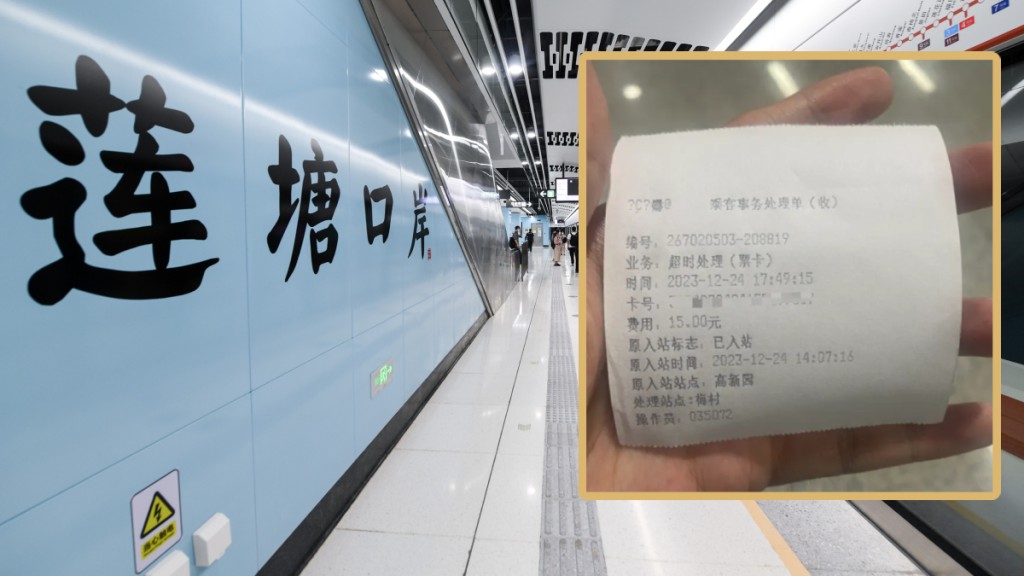 莲塘口岸
乘客事务处理单（收）
编号：267020503-208819
业务：超时处理（票卡）
时间：2023-12-24 17:49:15
卡号：
费用：15.00元
原入站标志：已入站
原入站时间：2023-12-24 14:07:16
原入站站点：高新园
处理站点:梅村
操作员：035072